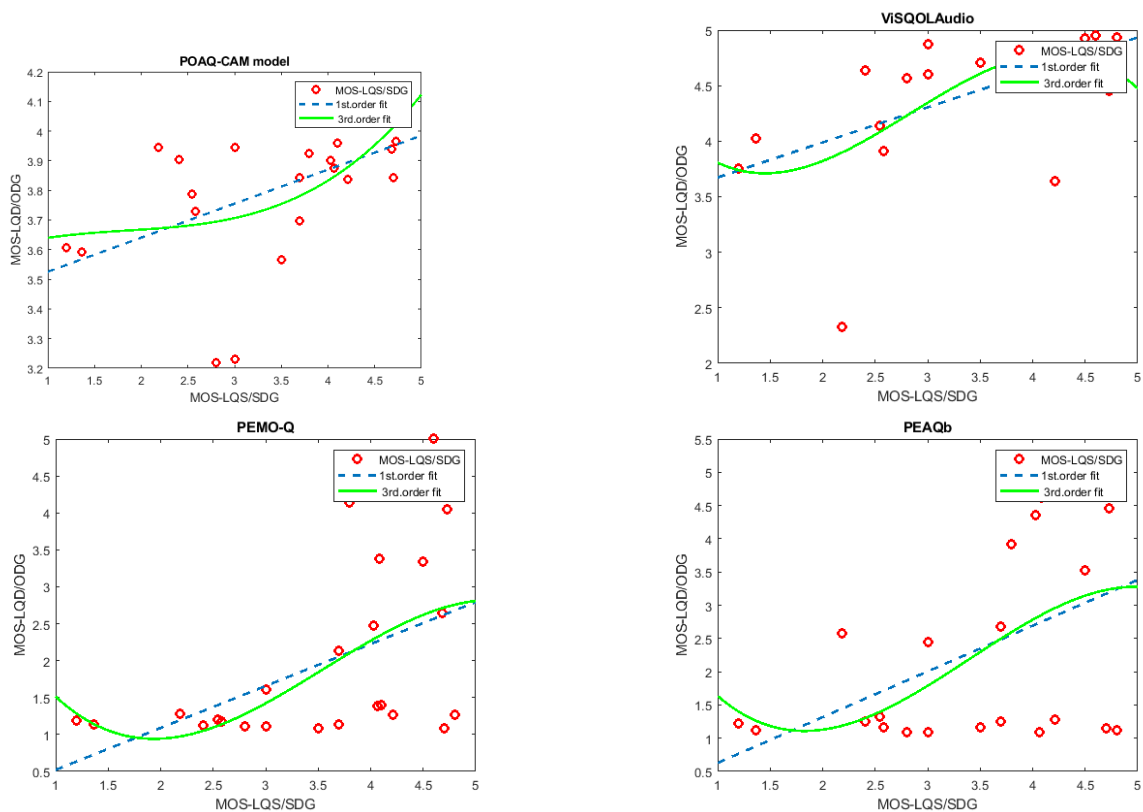 POAQ-CAM model
MOS-LQS/SDG
1st.order fit
3rd.order fit
4.2
4.1
4
3.9
3.8
3.7
3.6
3.5
3.4
3.3
3.2
MOS-LQD/ODG
1 1.5 2 2.5 3 3.5 4 4.5 5
MOS-LQS/SDG
ViSQOLAudio
MOS-LQS/SDG
1st.order fit
3rd.order fit
5
4.5
4
3.5
3
2.5
2
MOS-LQD/ODG
1 1.5 2 2.5 3 3.5 4 4.5 5
MOS-LQS/SDG
PEMO-Q
MOS-LQS/SDG
1st.order fit
3rd.order fit
5
4.5
4
3.5
3
2.5
2
1.5
1
0.5
MOS-LQD/ODG
1 1.5 2 2.5 3 3.5 4 4.5 5
MOS-LQS/SDG
PEAQb
MOS-LQS/SDG
1st.order fit
3rd.order fit
5.5
5
4.5
4
3.5
3
2.5
2
1.5
1
0.5
MOS-LQD/ODG
1 1.5 2 2.5 3 3.5 4 4.5 5
MOS-LQS/SDG